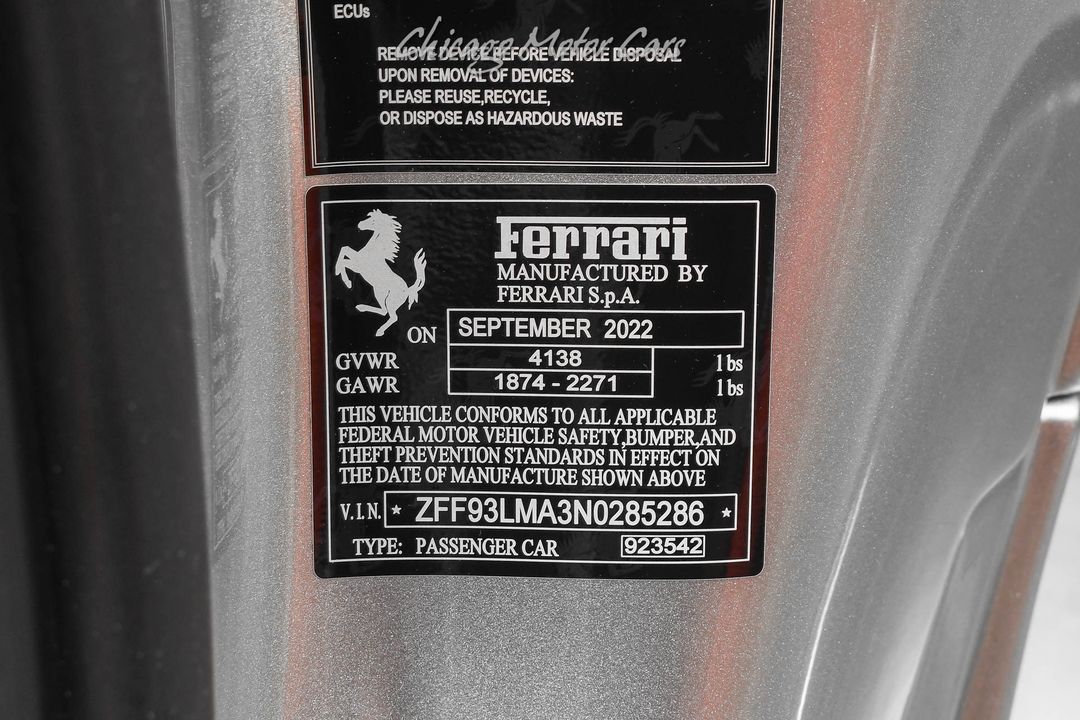 ECUs
Chicago Motor Cars
REMOVE DEVICE BEFORE VEHICLE DISPOSAL
UPON REMOVAL OF DEVICES:
PLEASE REUSE,RECYCLE,
OR DISPOSE AS HAZARDOUS WASTE
Ferrari
MANUFACTURED BY
FERRARI S.p.A.
ON SEPTEMBER 2022
GVWR 4138 lbs
GAWR 1874 - 2271 lbs
THIS VEHICLE CONFORMS TO ALL APPLICABLE
FEDERAL MOTOR VEHICLE SAFETY,BUMPER,AND
THEFT PREVENTION STANDARDS IN EFFECT ON
THE DATE OF MANUFACTURE SHOWN ABOVE
V.I.N. * ZFF93LMA3N0285286 *
TYPE: PASSENGER CAR 923542